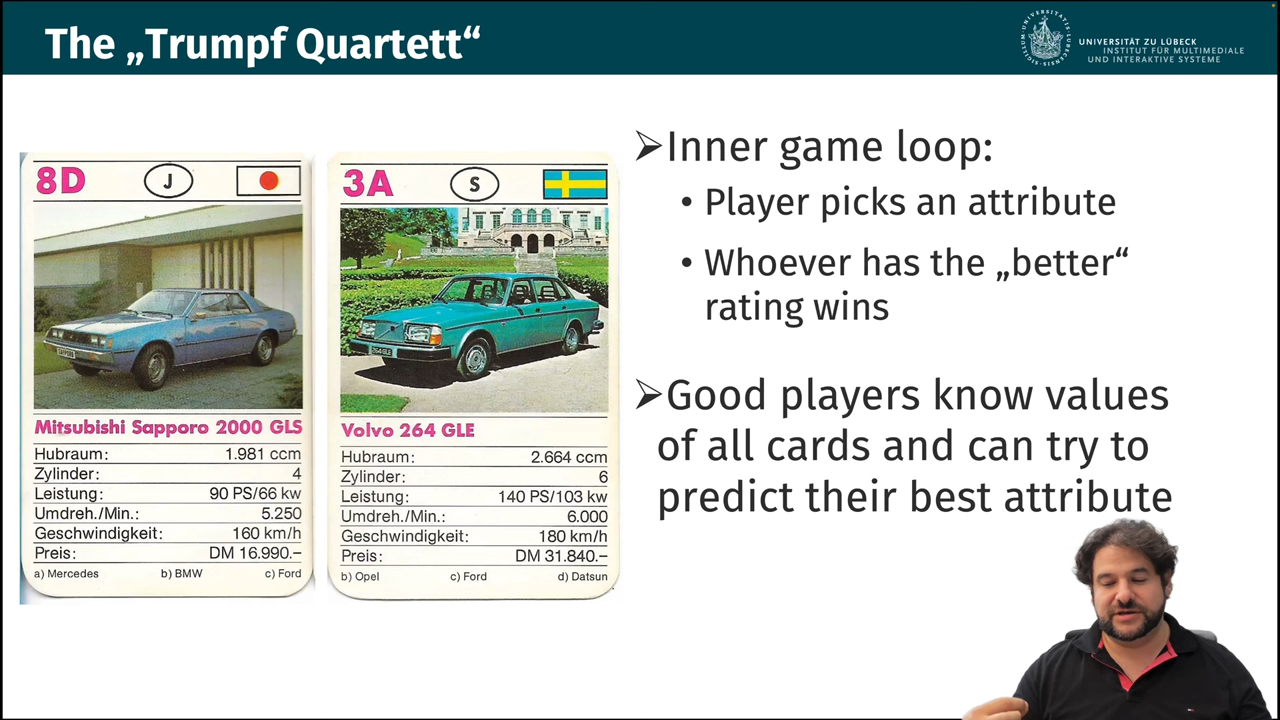 The „Trumpf Quartett“
UNIVERSITÄT ZU LÜBECK
INSTITUT FÜR MULTIMEDIALE
UND INTERAKTIVE SYSTEME
8D
J
Mitsubishi Sapporo 2000 GLS
Hubraum: 1.981 ccm
Zylinder: 4
Leistung: 90 PS/66 kw
Umdreh./Min.: 5.250
Geschwindigkeit: 160 km/h
Preis: DM 16.990.–
a) Mercedes b) BMW c) Ford
3A
S
264 GLE
Volvo 264 GLE
Hubraum: 2.664 ccm
Zylinder: 6
Leistung: 140 PS/103 kw
Umdreh./Min.: 6.000
Geschwindigkeit: 180 km/h
Preis: DM 31.840.–
b) Opel c) Ford d) Datsun
➢Inner game loop:
• Player picks an attribute
• Whoever has the „better“
rating wins
➢Good players know values
of all cards and can try to
predict their best attribute